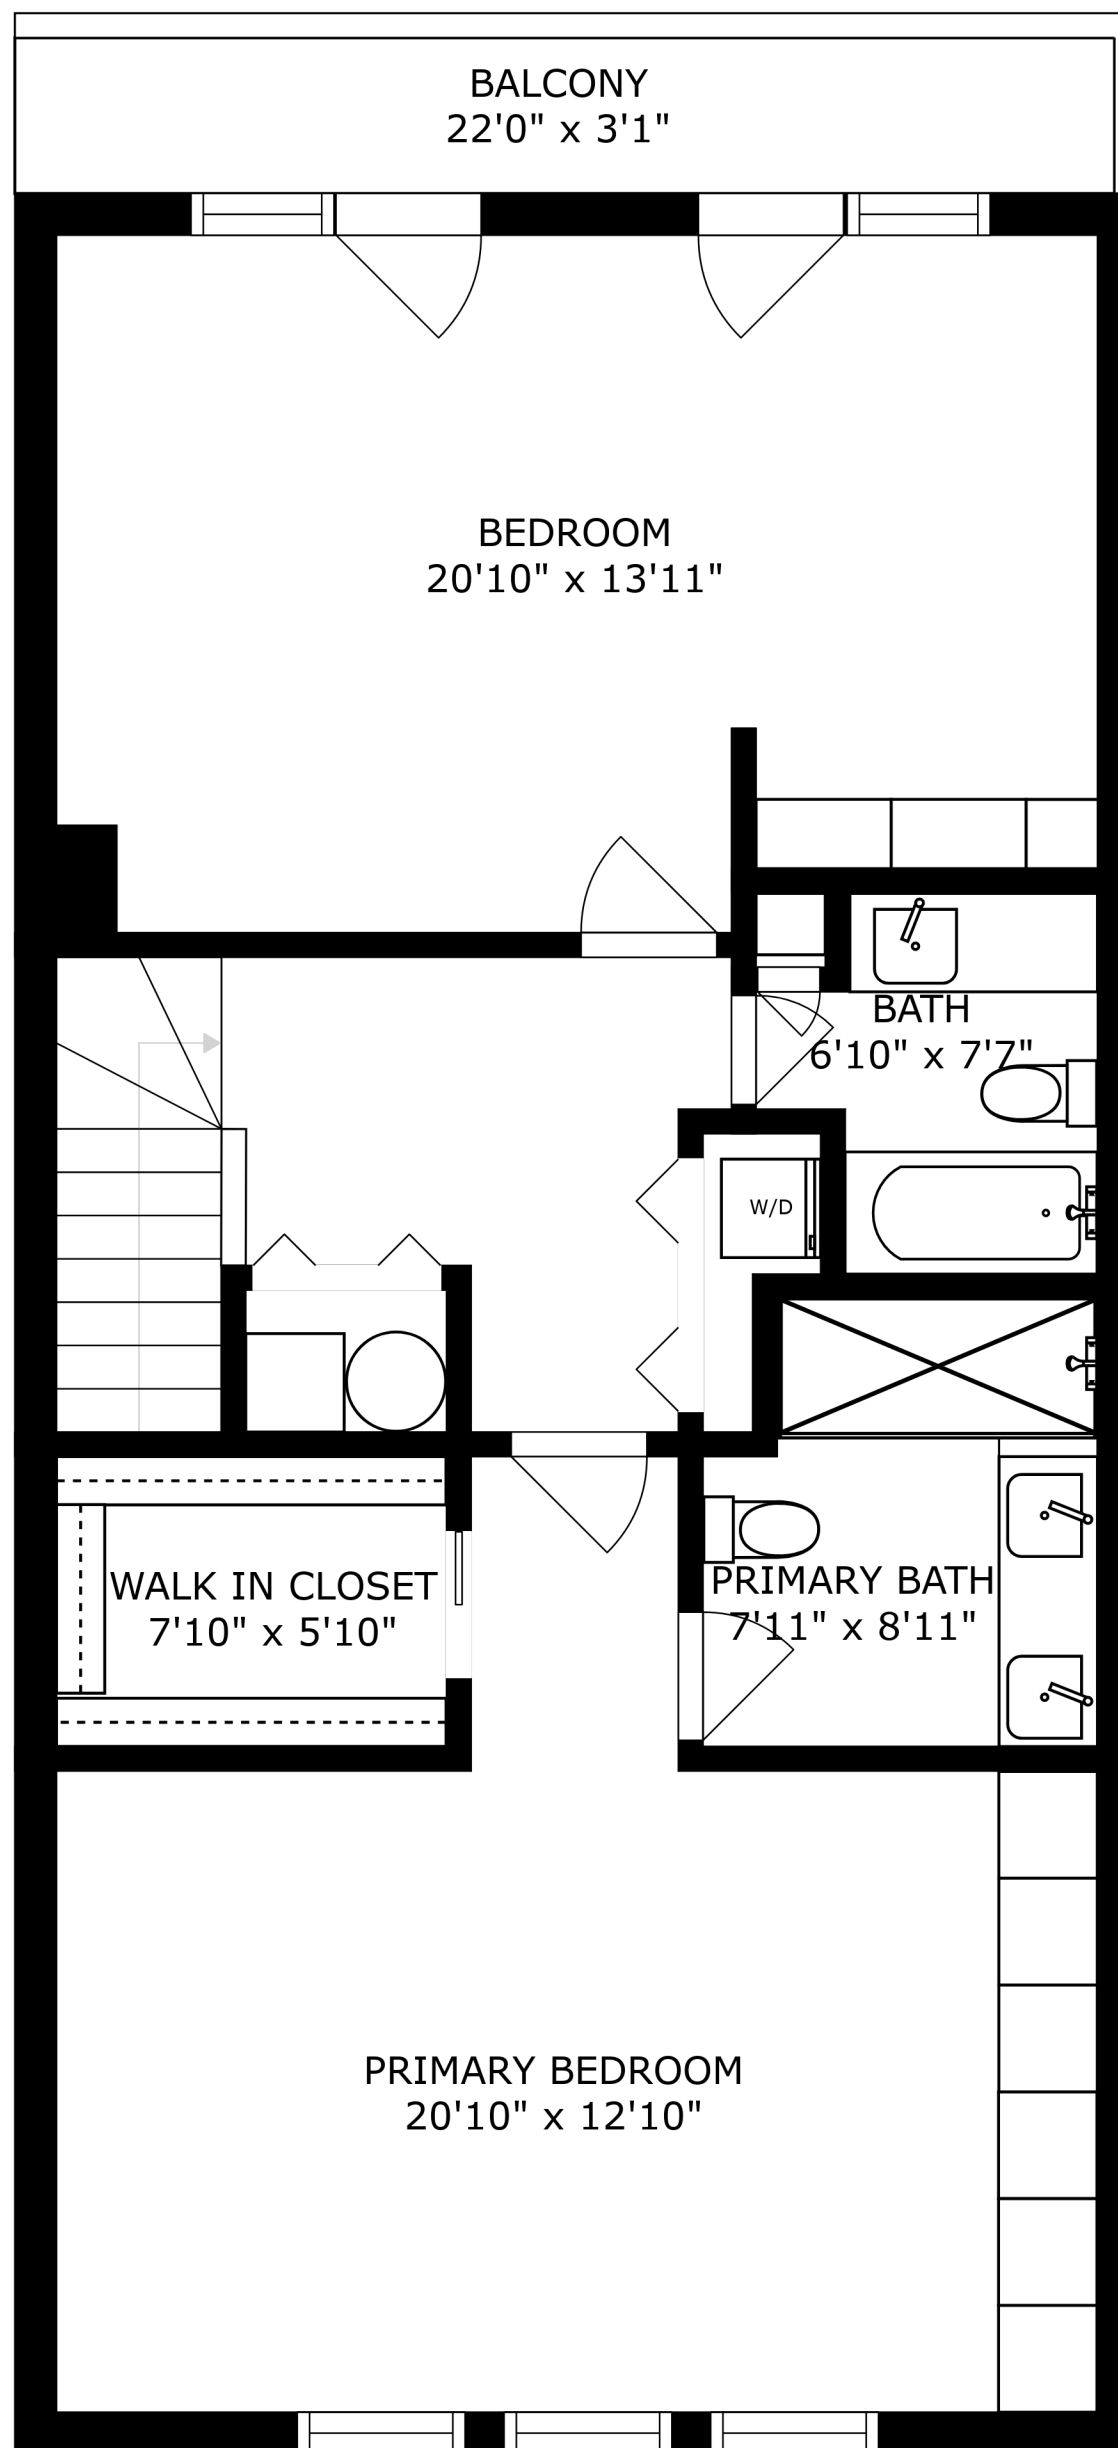 BALCONY
22'0" x 3'1"
BEDROOM
20'10" x 13'11"
BATH
6'10" x 7'7"
W/D
WALK IN CLOSET
7'10" x 5'10"
PRIMARY BATH
7'11" x 8'11"
PRIMARY BEDROOM
20'10" x 12'10"